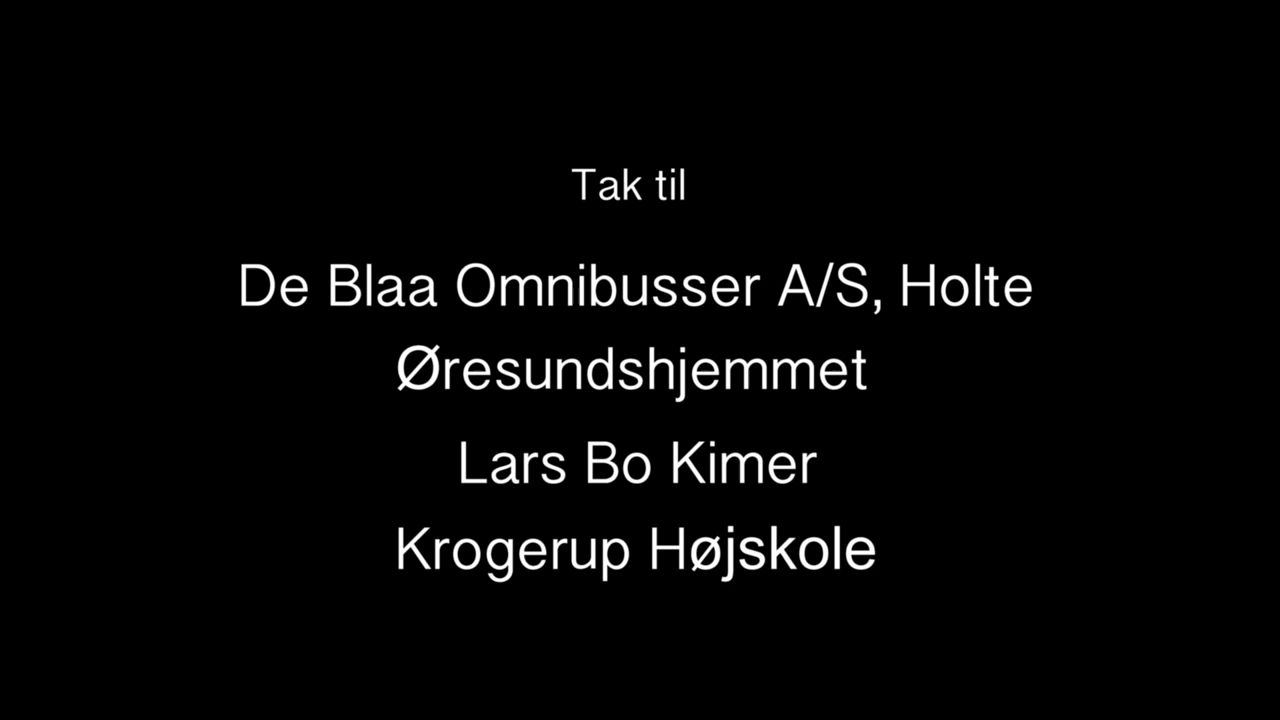 Tak til
De Blaa Omnibusser A/S, Holte
Øresundshjemmet
Lars Bo Kimer
Krogerup Højskole